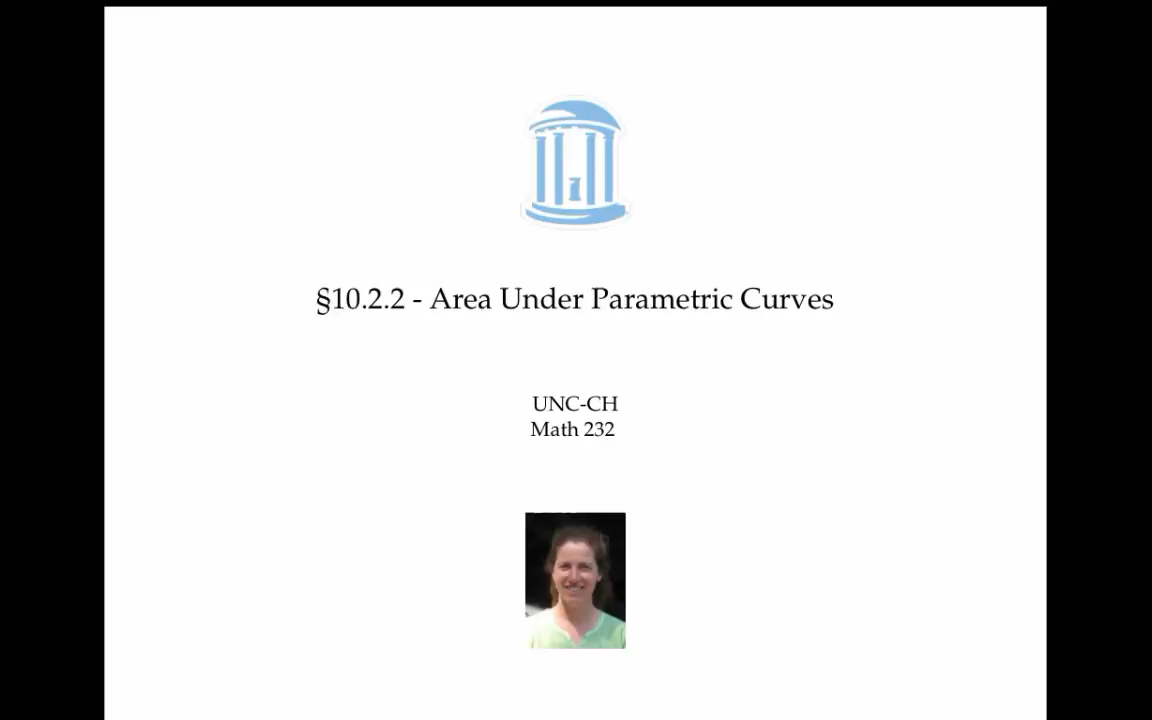 §10.2.2 - Area Under Parametric Curves
UNC-CH
Math 232